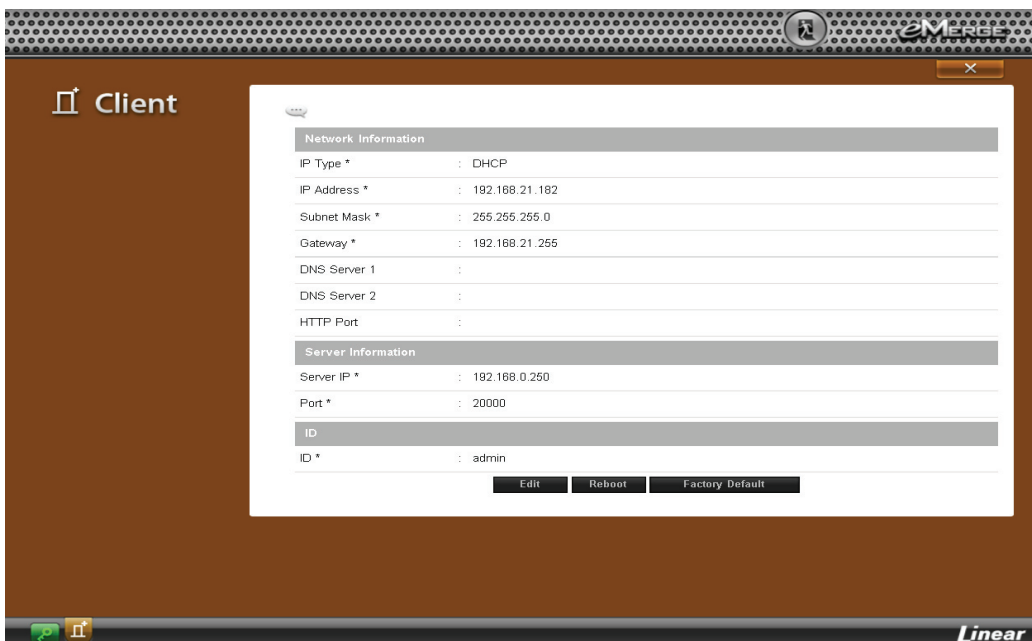 eMERGE
Client
Network Information
IP Type * : DHCP
IP Address * : 192.168.21.182
Subnet Mask * : 255.255.255.0
Gateway * : 192.168.21.255
DNS Server 1 :
DNS Server 2 :
HTTP Port :
Server Information
Server IP * : 192.168.0.250
Port * : 20000
ID
ID * : admin
Edit Reboot Factory Default
Linear